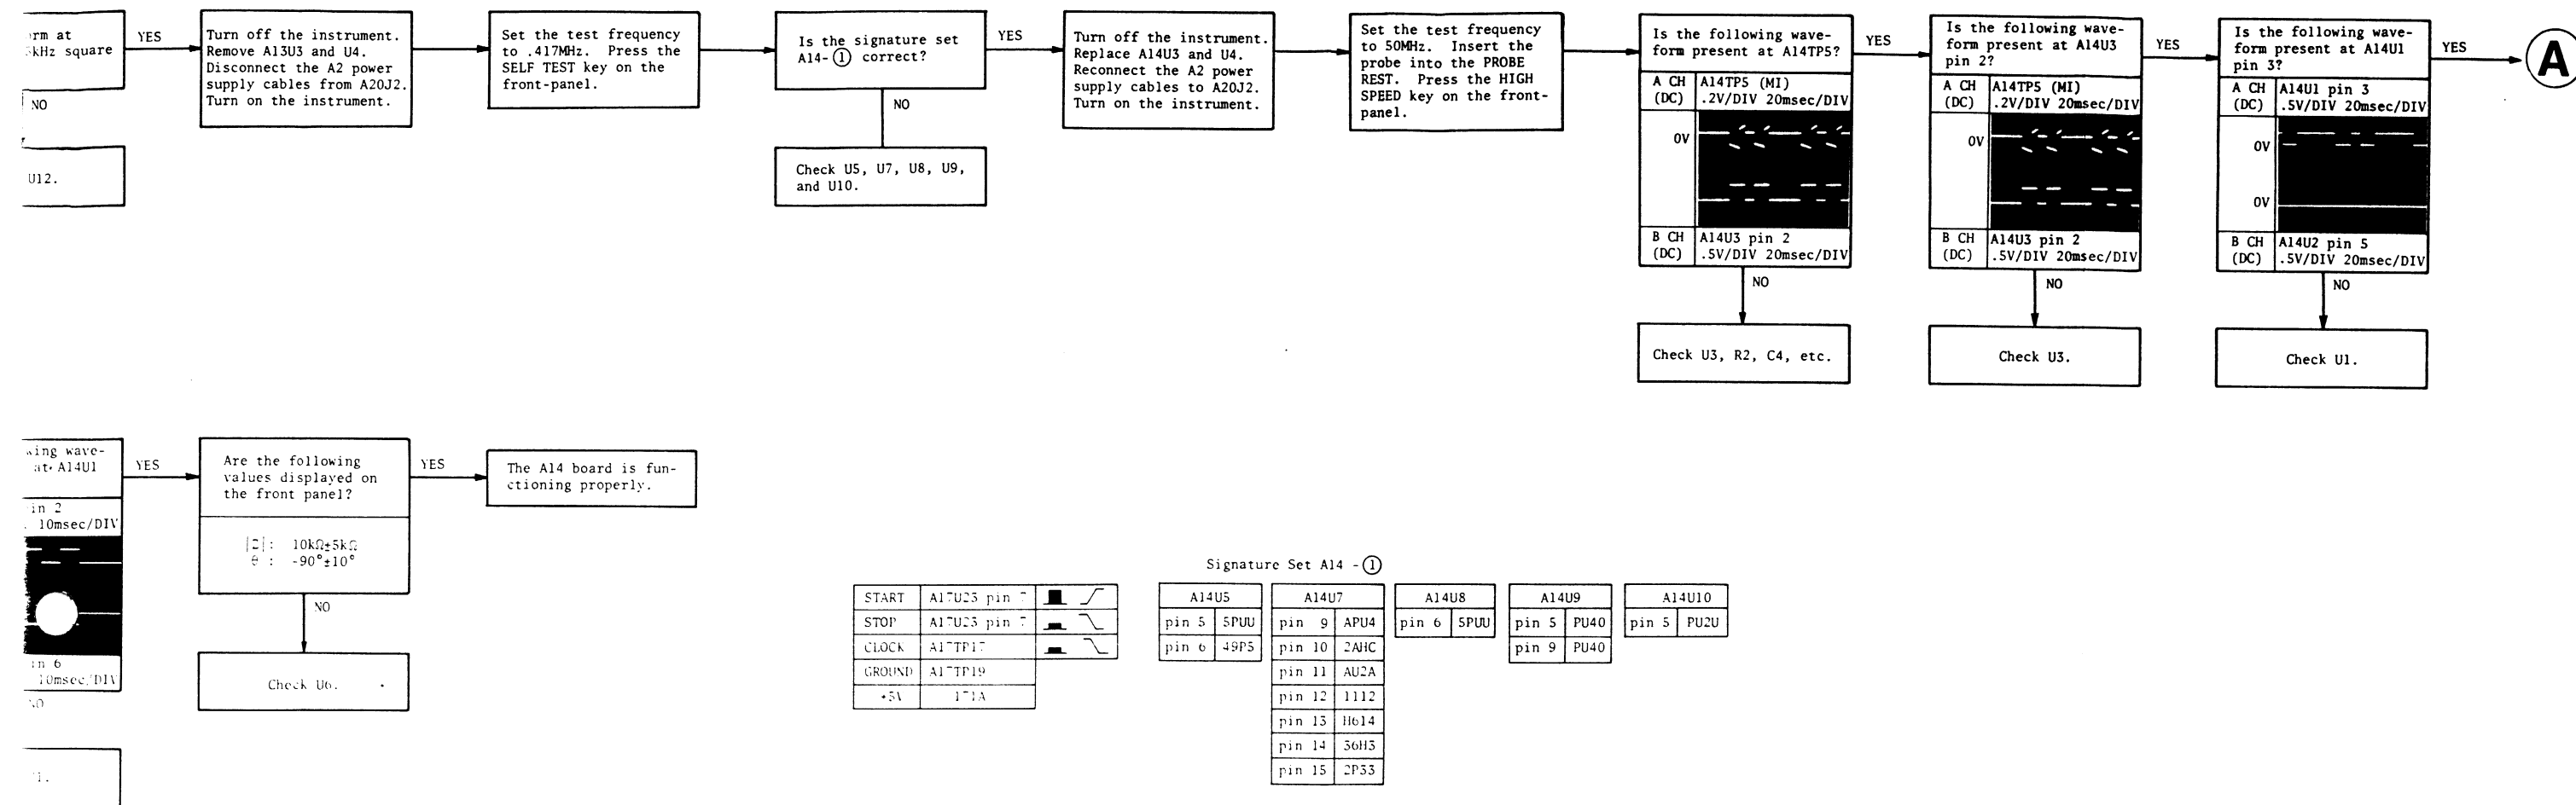 rm at
kHz square
YES
NO
U12.
Turn off the instrument.
Remove A13U3 and U4.
Disconnect the A2 power
supply cables from A20J2.
Turn on the instrument.
Set the test frequency
to .417MHz. Press the
SELF TEST key on the
front-panel.
Is the signature set
A14-① correct?
YES
NO
Check U5, U7, U8, U9,
and U10.
Turn off the instrument.
Replace A14U3 and U4.
Reconnect the A2 power
supply cables to A20J2.
Turn on the instrument.
Set the test frequency
to 50MHz. Insert the
probe into the PROBE
REST. Press the HIGH
SPEED key on the front-
panel.
Is the following wave-
form present at A14TP5?
A CH
(DC)
A14TP5 (MI)
.2V/DIV 20msec/DIV
0V
B CH
(DC)
A14U3 pin 2
.5V/DIV 20msec/DIV
YES
NO
Check U3, R2, C4, etc.
Is the following wave-
form present at A14U3
pin 2?
A CH
(DC)
A14TP5 (MI)
.2V/DIV 20msec/DIV
0V
B CH
(DC)
A14U3 pin 2
.5V/DIV 20msec/DIV
YES
NO
Check U3.
Is the following wave-
form present at A14U1
pin 3?
A CH
(DC)
A14U1 pin 3
.5V/DIV 20msec/DIV
0V
0V
B CH
(DC)
A14U2 pin 5
.5V/DIV 20msec/DIV
YES
NO
Check U1.
A
wing wave-
at A14U1
in 2
10msec/DIV
in 6
10msec/DIV
YES
NO
1.
Are the following
values displayed on
the front panel?
|Z|: 10kΩ±5kΩ
θ : -90°±10°
YES
NO
Check U6.
The A14 board is fun-
ctioning properly.
Signature Set A14 -①
START A17U23 pin 7
STOP A17U23 pin 7
CLOCK A17TP17
GROUND A17TP19
+5V 171A
A14U5
pin 5 5PUU
pin 6 49P5
A14U7
pin 9 APU4
pin 10 2AHC
pin 11 AU2A
pin 12 1112
pin 13 H614
pin 14 36H3
pin 15 2P33
A14U8
pin 6 5PUU
A14U9
pin 5 PU40
pin 9 PU40
A14U10
pin 5 PU2U